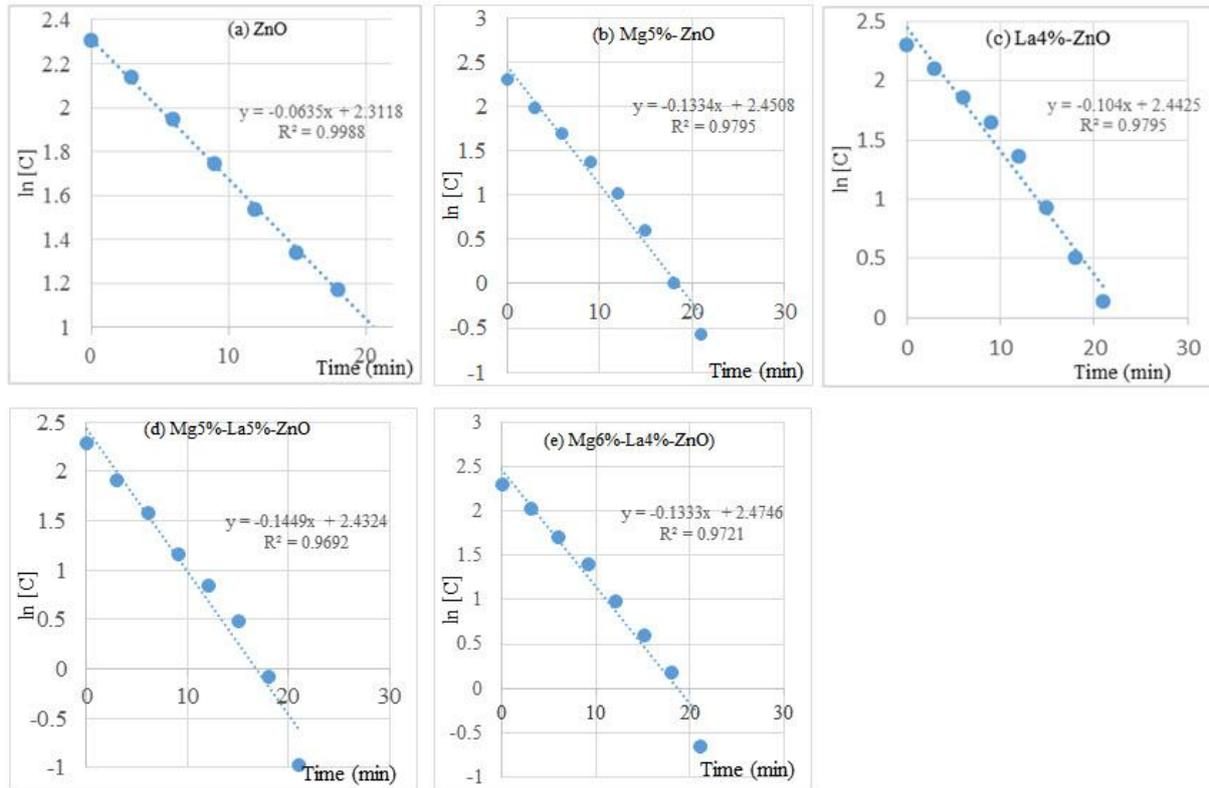 (a) ZnO
2.4
2.2
2
1.8
1.6
1.4
1.2
1
ln [C]
y = -0.0635x + 2.3118
R² = 0.9988
0 10 20
Time (min)
(b) Mg5%- ZnO
3
2.5
2
1.5
1
0.5
0
-0.5
-1
ln [C]
y = -0.1334x + 2.4508
R² = 0.9795
0 10 20 30
Time (min)
(c) La4%-ZnO
2.5
2
1.5
1
0.5
0
ln [C]
y = -0.104x + 2.4425
R² = 0.9795
0 10 20 30
Time (min)
(d) Mg5%-La5%-ZnO
2.5
2
1.5
1
0.5
0
-0.5
-1
ln [C]
y = -0.1449x + 2.4324
R² = 0.9692
0 10 20 30
Time (min)
(e) Mg6%-La4%-ZnO)
3
2.5
2
1.5
1
0.5
0
-0.5
-1
ln [C]
y = -0.1333x + 2.4746
R² = 0.9721
0 10 20 30
Time (min)